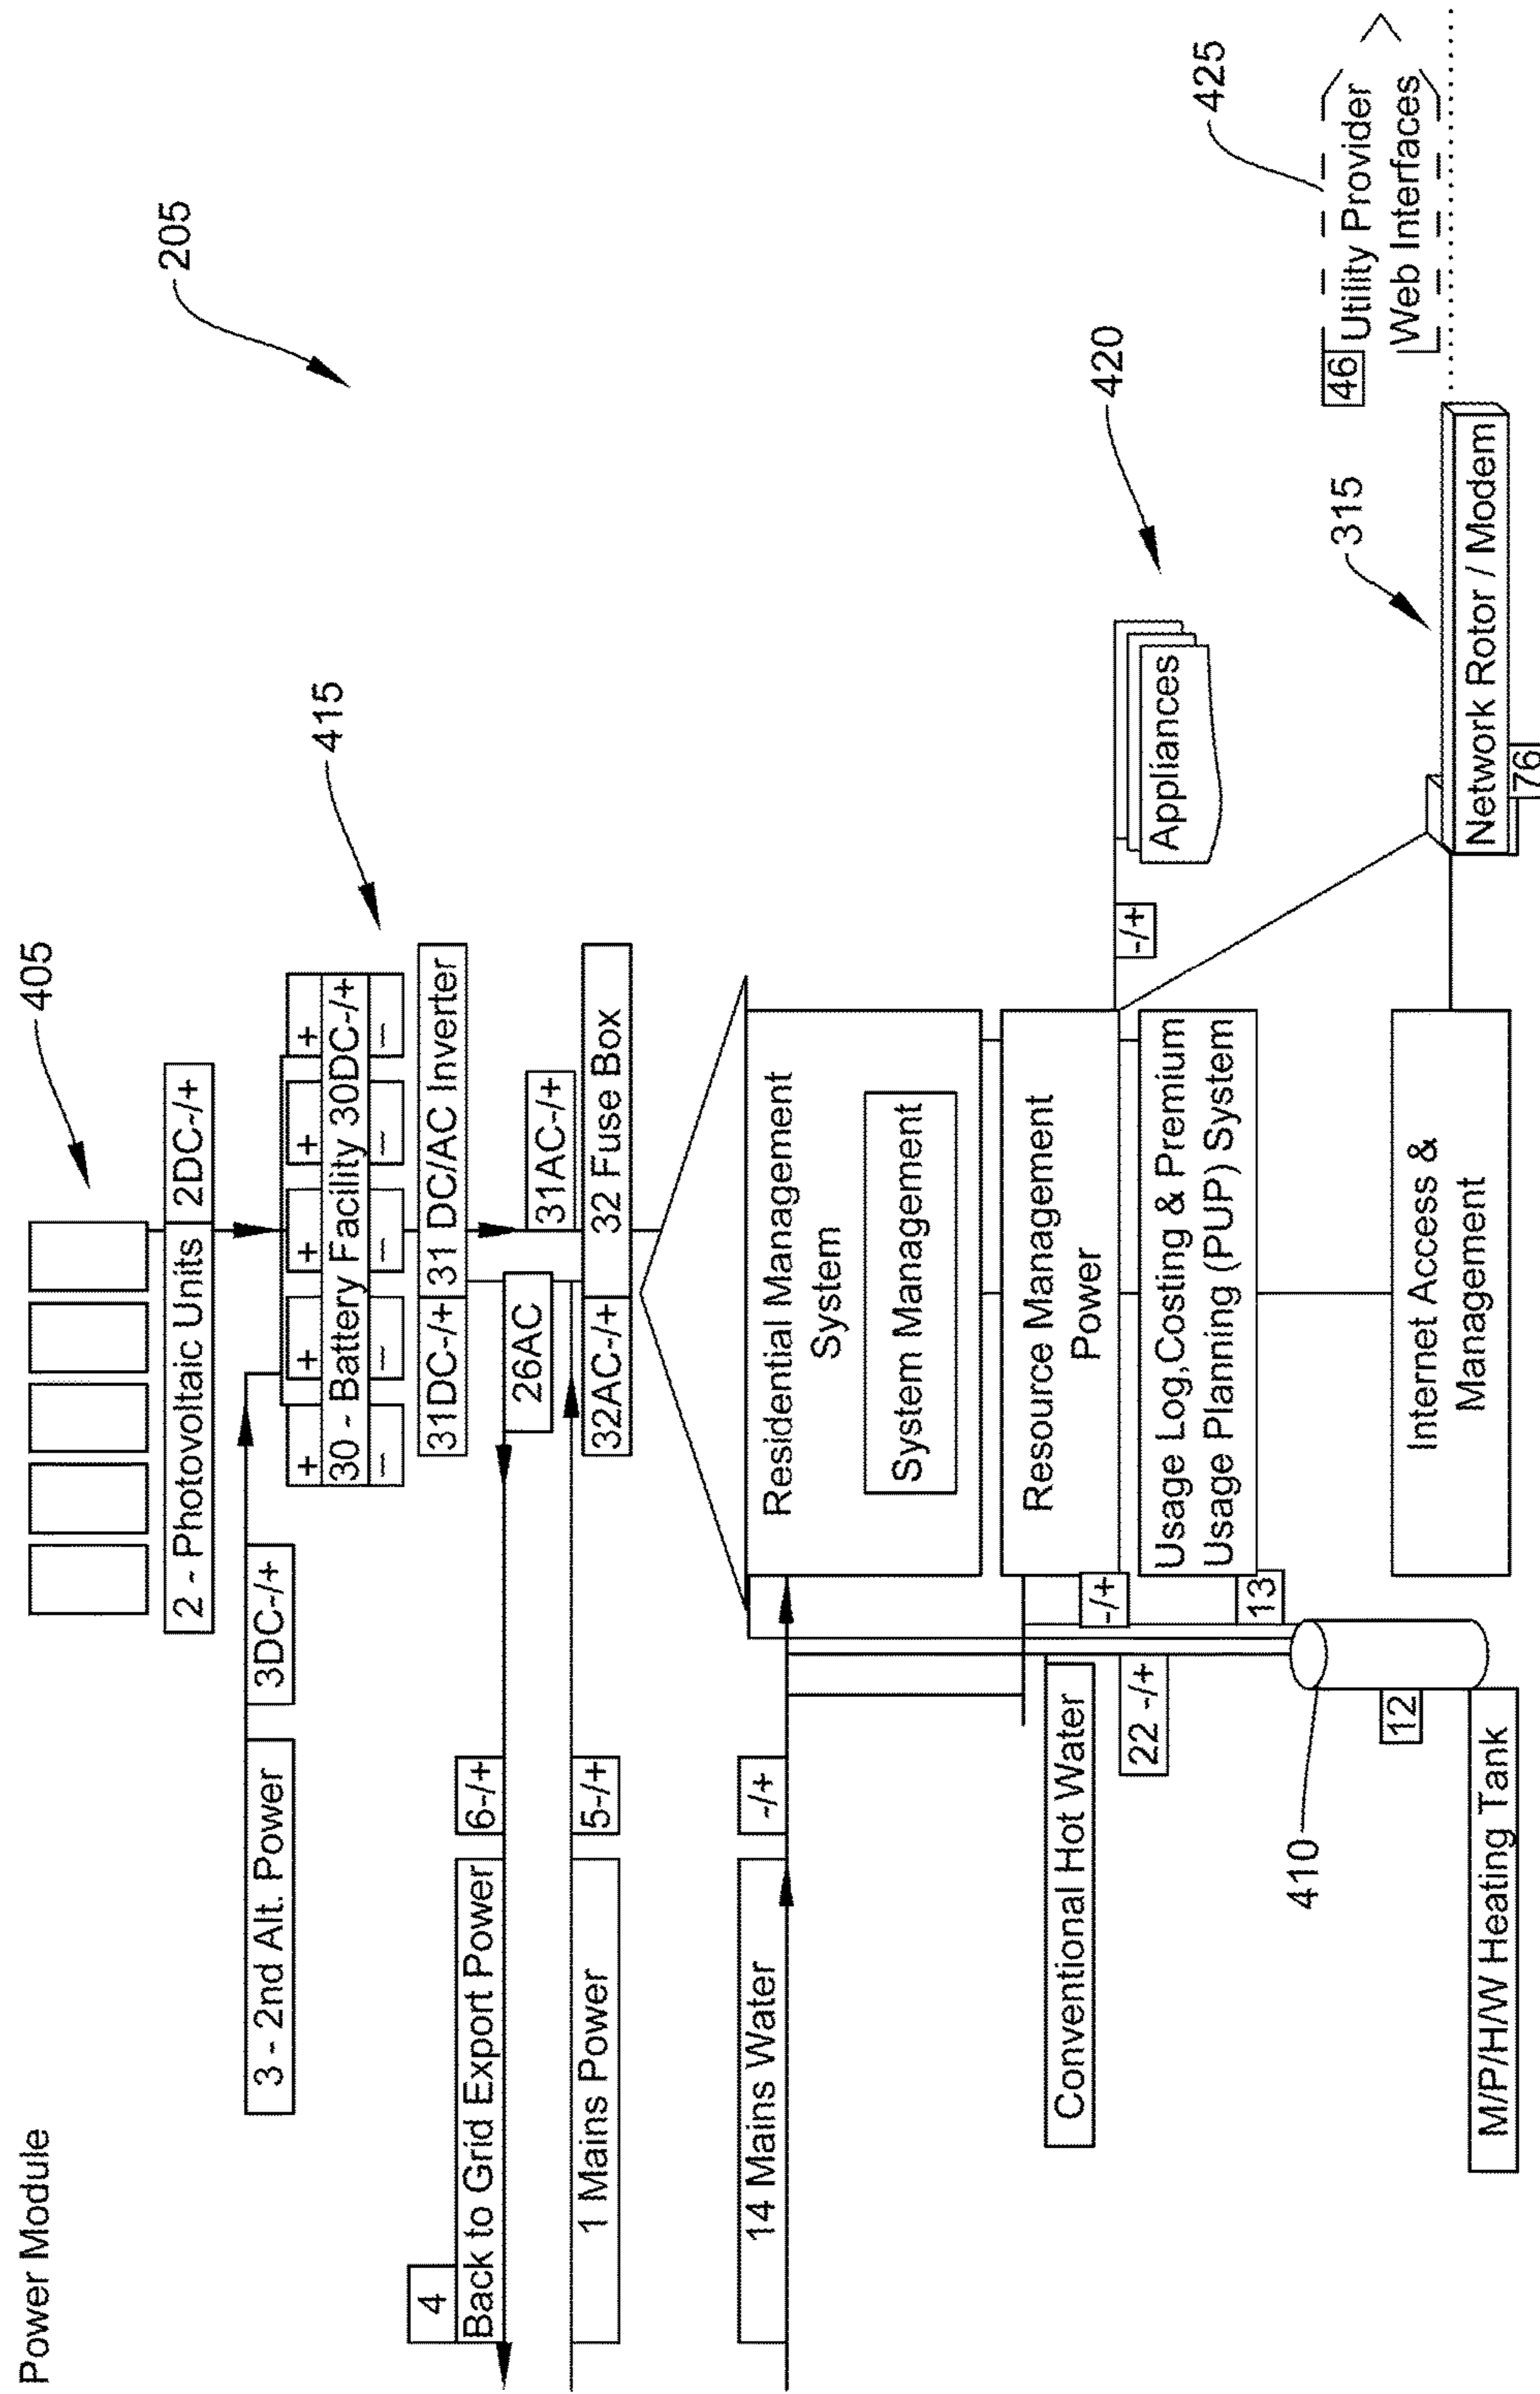 Power Module
405
2 - Photovoltaic Units
2DC-/+
205
3 - 2nd Alt. Power
3DC-/+
+ + + + +
30 - Battery Facility 30DC-/+
− − − − −
415
4
Back to Grid Export Power
6-/+
31DC-/+
31 DC/AC Inverter
26AC
31AC-/+
1 Mains Power
5-/+
32AC-/+
32 Fuse Box
14 Mains Water
-/+
Residential Management
System
System Management
Resource Management
Power
-/+
-/+
Appliances
420
Conventional Hot Water
22 -/+
Usage Log,Costing & Premium
Usage Planning (PUP) System
13
410
12
M/P/H/W Heating Tank
Internet Access &
Management
315
Network Rotor / Modem
76
425
46
Utility Provider
Web Interfaces